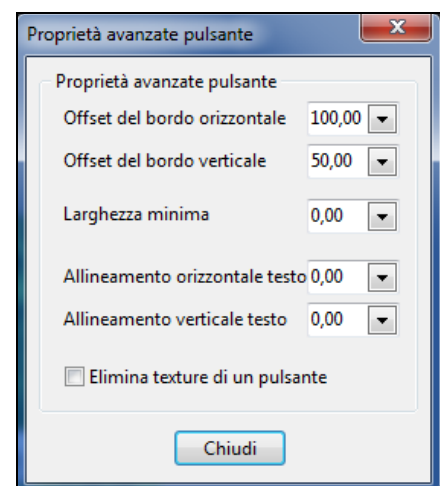 Proprietà avanzate pulsante
Proprietà avanzate pulsante
Offset del bordo orizzontale 100,00
Offset del bordo verticale 50,00
Larghezza minima 0,00
Allineamento orizzontale testo 0,00
Allineamento verticale testo 0,00
Elimina texture di un pulsante
Chiudi